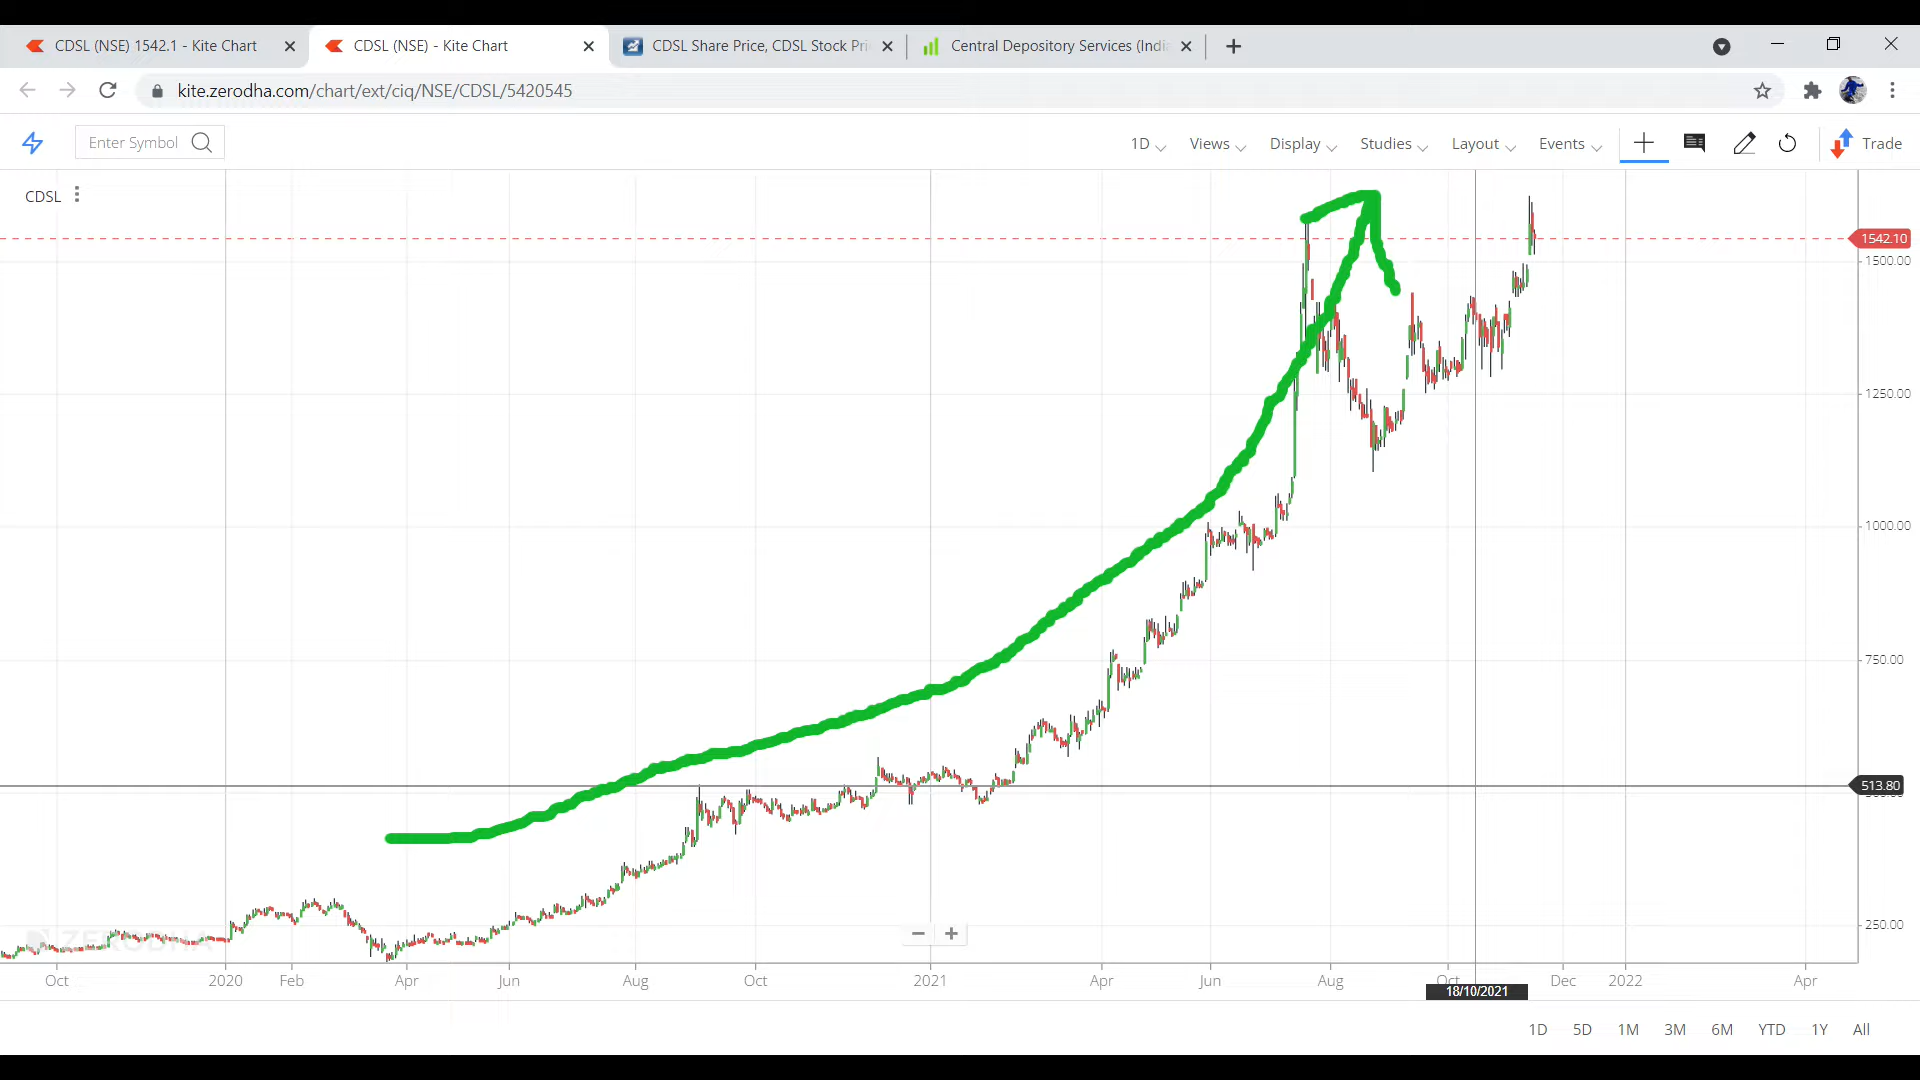 CDSL (NSE) 1542.1 - Kite Chart
CDSL (NSE) - Kite Chart
CDSL Share Price, CDSL Stock Pri
Central Depository Services (India
kite.zerodha.com/chart/ext/ciq/NSE/CDSL/5420545
Enter Symbol
1D Views Display Studies Layout Events Trade
CDSL
1542.10
1500.00
1250.00
1000.00
750.00
513.80
250.00
ZERODHA
Oct 2020 Feb Apr Jun Aug Oct 2021 Apr Jun Aug Oct Dec 2022 Apr
18/10/2021
1D 5D 1M 3M 6M YTD 1Y All